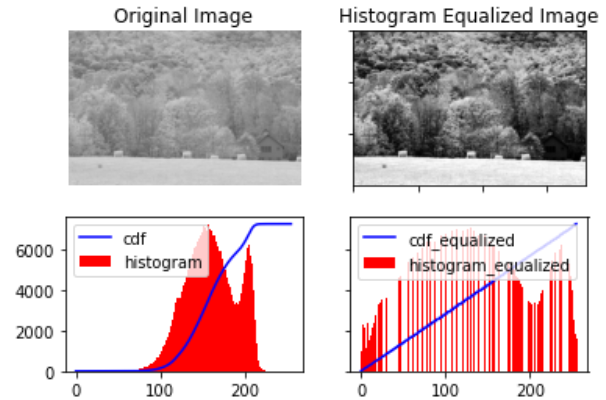 Original Image
Histogram Equalized Image
cdf
histogram
6000
4000
2000
0
0 100 200
cdf_equalized
histogram_equalized
0 100 200